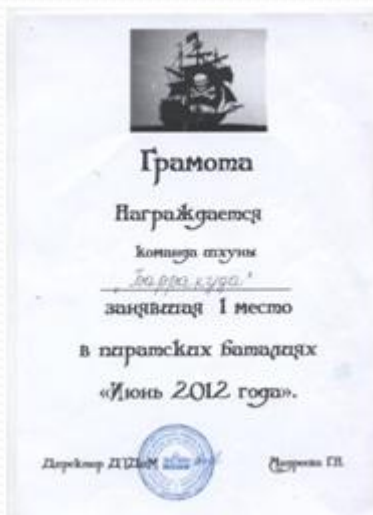 Грамота
Награждается
команда шхуны
„Барракуда"
занявшая 1 место
в пиратских баталиях
«Июнь 2012 года».
Директор